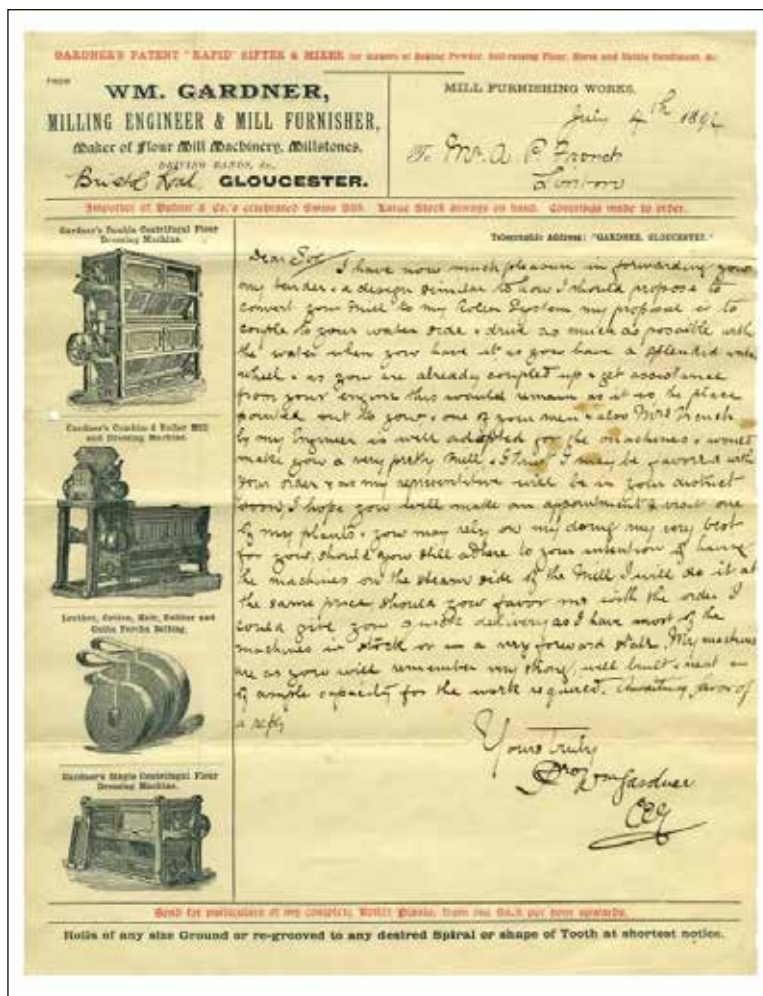 GARDNER'S PATENT "RAPID" SIFTER & MIXER for makers of Baking Powder, Self-raising Flour, Horse and Cattle Condiment, &c.
FROM
WM. GARDNER,
MILLING ENGINEER & MILL FURNISHER,
Maker of Flour Mill Machinery, Millstones,
DRIVING BANDS, &c.
Bristol Road, GLOUCESTER.
MILL FURNISHING WORKS,
4th 1892
To Mr. A. P. French
London
Importer of Dufour & Co.'s celebrated Swiss Silk. Large Stock always on hand. Coverings made to order.
Telegraphic Address: "GARDNER, GLOUCESTER."
Gardner's Double Centrifugal Flour
Dressing Machine.
Gardner's Combined Roller Mill
and Dressing Machine.
Leather, Cotton, Hair, Rubber and
Gutta Percha Belting.
Gardner's Single Centrifugal Flour
Dressing Machine.
Dear Sir
I have now much pleasure in forwarding you
my tender & a design similar to how I should propose to
convert your Mill to my Roller System my proposal is to
couple to your water side & drive as much as possible with
the water when you have it as you have a splendid water
wheel & as you are already coupled up & get assistance
from your engine this would remain as it is the place
pointed out to you & one of your men & also Mrs French
by my Engineer is well adapted for the machines & would
make you a very pretty Mill & I trust I may be favored with
your order & as my representative will be in your district
soon I hope you will make an appointment & visit one
of my plants & you may rely on my doing my very best
for you, should you still adhere to your intention of having
the machines on the steam side of the Mill I will do it at
the same price should you favor me with the order I
could give you quick delivery as I have most of the
machines in stock or in a very forward state. My machines
are as you will remember very strong, well built & neat &
of ample capacity for the work required. Awaiting favor of
a reply
Yours Truly
pro Wm Gardner
Send for particulars of my complete Roller Plants, from one Sack per hour upwards.
Rolls of any size Ground or re-grooved to any desired Spiral or shape of Tooth at shortest notice.